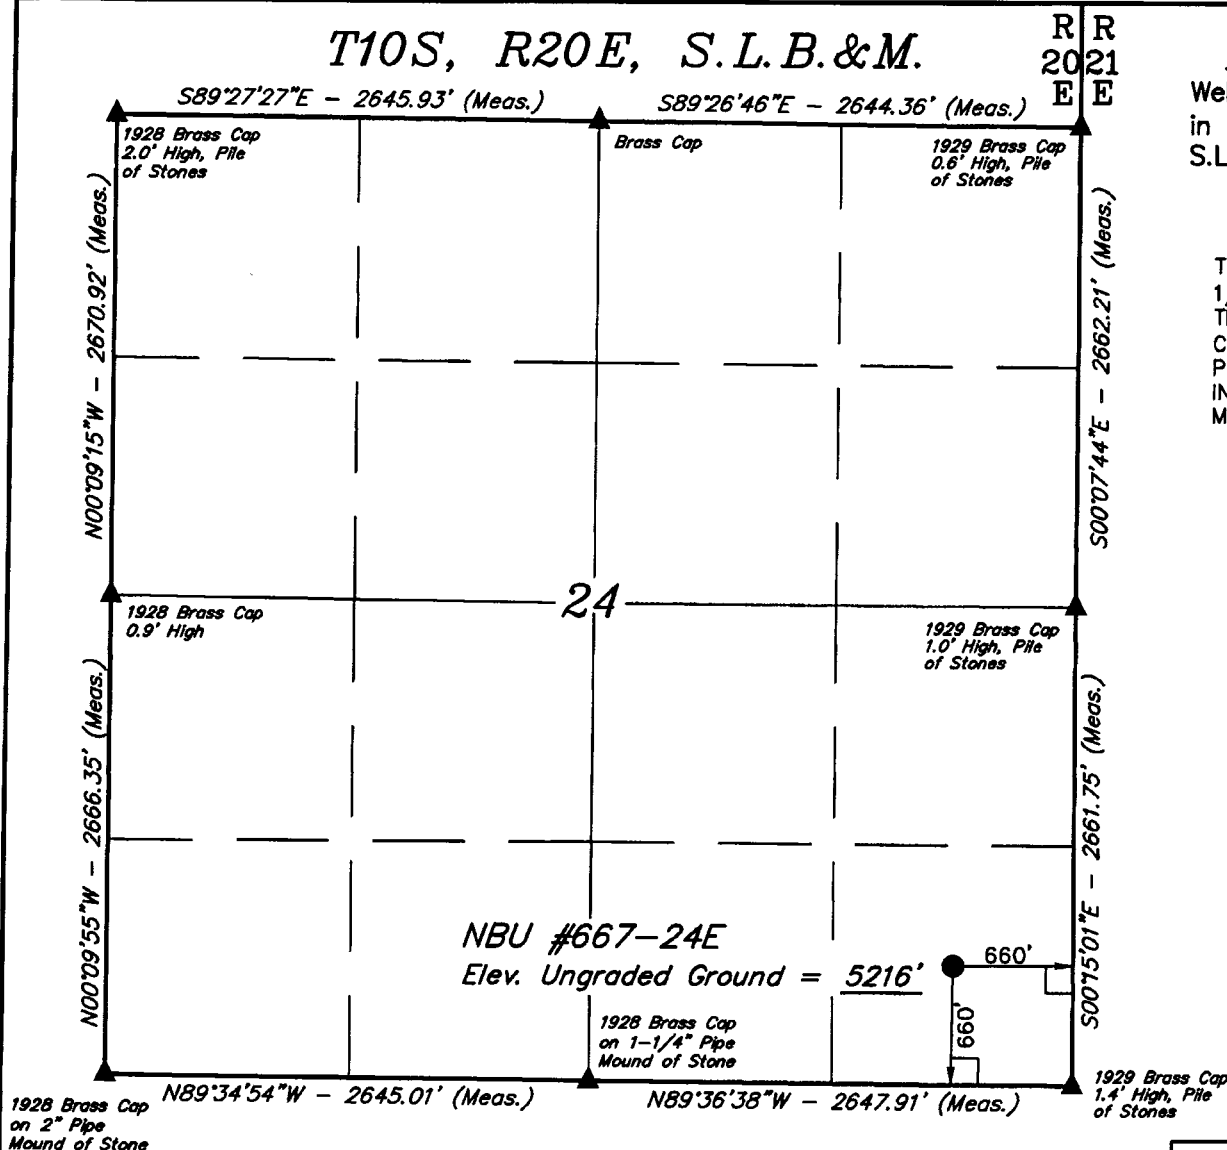 T10S, R20E, S.L.B.&M.
R R
20 21
E E
S89°27'27"E - 2645.93' (Meas.)
S89°26'46"E - 2644.36' (Meas.)
1928 Brass Cap
2.0' High, Pile
of Stones
Brass Cap
1929 Brass Cap
0.6' High, Pile
of Stones
in
S.L
T
C
P
M
N00°09'15"W - 2670.92' (Meas.)
S00°07'44"E - 2662.21' (Meas.)
24
1928 Brass Cap
0.9' High
1929 Brass Cap
1.0' High, Pile
of Stones
N00°09'55"W - 2666.35' (Meas.)
S00°15'01"E - 2661.75' (Meas.)
NBU #667-24E
Elev. Ungraded Ground = 5216'
660'
660'
1928 Brass Cap
on 1-1/4" Pipe
Mound of Stone
N89°34'54"W - 2645.01' (Meas.)
N89°36'38"W - 2647.91' (Meas.)
1928 Brass Cap
on 2" Pipe
Mound of Stone
1929 Brass Cap
1.4' High, Pile
of Stones